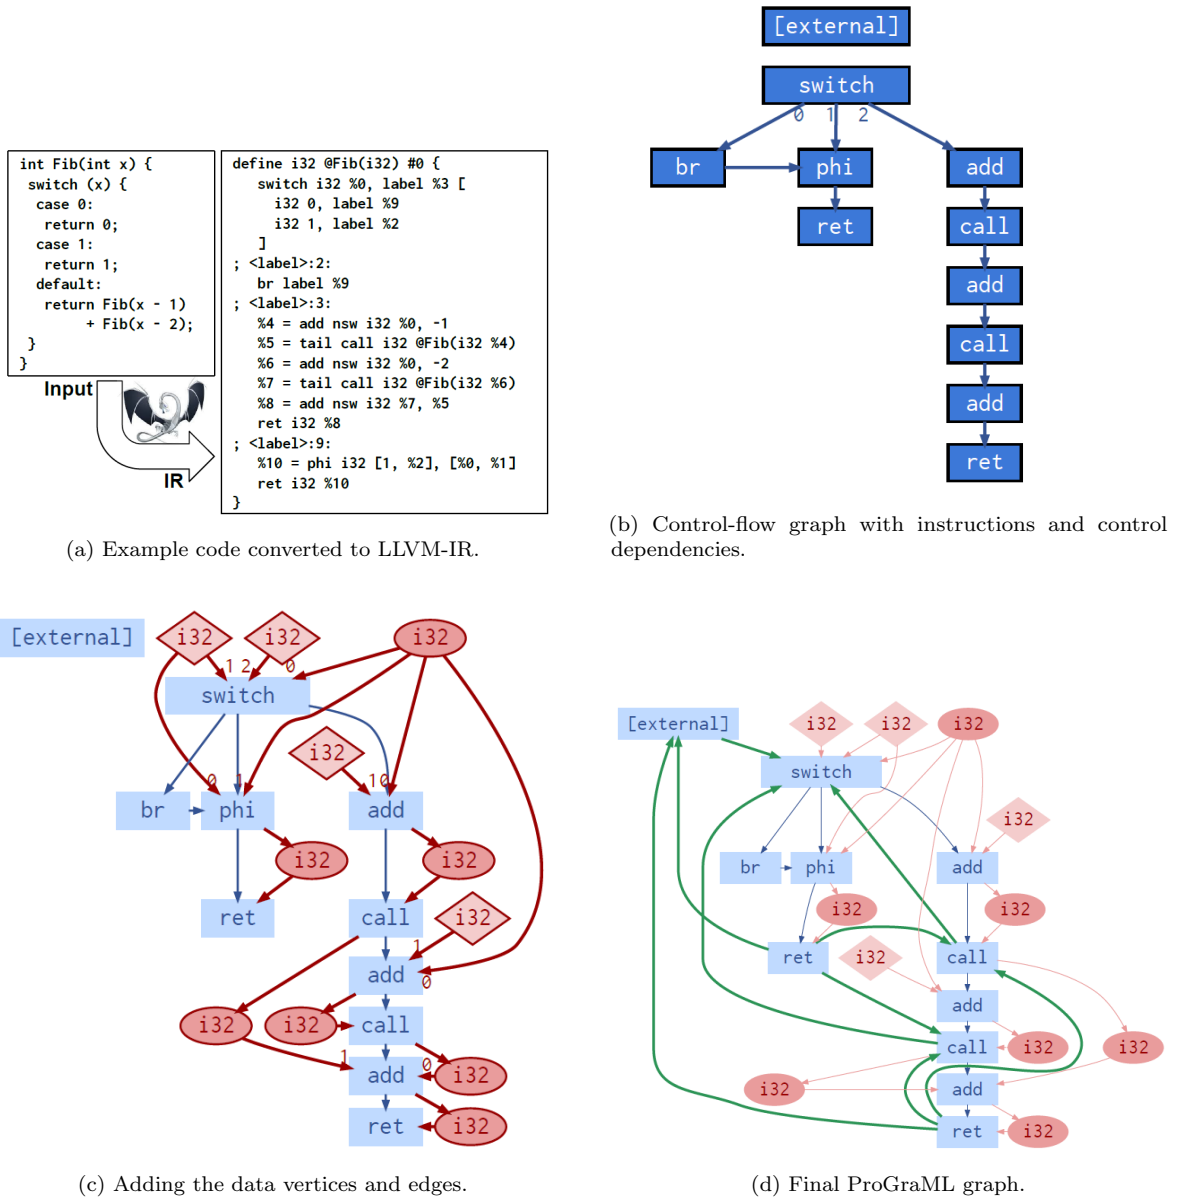 int Fib(int x) {
switch (x) {
case 0:
return 0;
case 1:
return 1;
default:
return Fib(x - 1)
+ Fib(x - 2);
}
}
Input
IR
define i32 @Fib(i32) #0 {
switch i32 %0, label %3 [
i32 0, label %9
i32 1, label %2
]
; <label>:2:
br label %9
; <label>:3:
%4 = add nsw i32 %0, -1
%5 = tail call i32 @Fib(i32 %4)
%6 = add nsw i32 %0, -2
%7 = tail call i32 @Fib(i32 %6)
%8 = add nsw i32 %7, %5
ret i32 %8
; <label>:9:
%10 = phi i32 [1, %2], [%0, %1]
ret i32 %10
}
(a) Example code converted to LLVM-IR.
[external]
switch
0 1 2
br phi add
ret call
add
call
add
ret
(b) Control-flow graph with instructions and control
dependencies.
[external] i32 i32 i32
1 2 0
switch
i32
0 1 1 0
br phi add
i32 i32
ret call i32
1
add 0
i32 i32 call
1 0
add i32
ret i32
(c) Adding the data vertices and edges.
[external] i32 i32 i32
switch
i32
br phi add
i32 i32
ret i32 call
add
call i32 i32
i32 add
ret i32
(d) Final ProGraML graph.